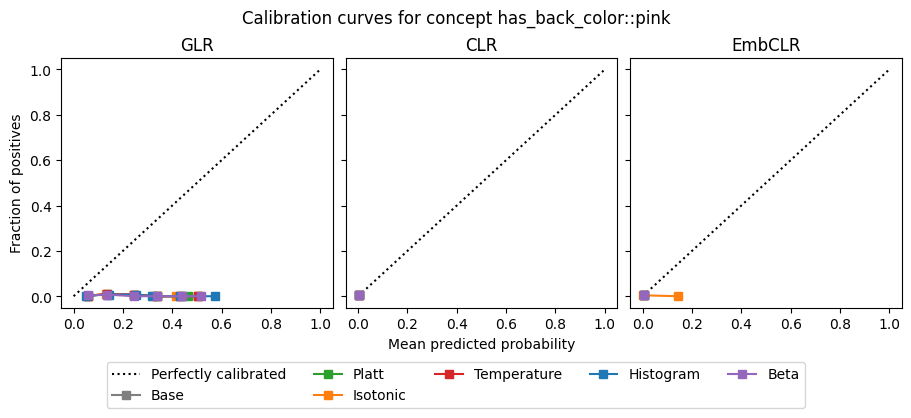 Calibration curves for concept has_back_color::pink
GLR
CLR
EmbCLR
Fraction of positives
1.0
0.8
0.6
0.4
0.2
0.0
0.0 0.2 0.4 0.6 0.8 1.0
0.0 0.2 0.4 0.6 0.8 1.0
0.0 0.2 0.4 0.6 0.8 1.0
Mean predicted probability
Perfectly calibrated Platt Temperature Histogram Beta
Base Isotonic